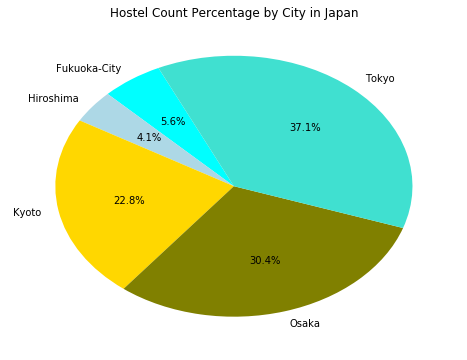 Hostel Count Percentage by City in Japan
Fukuoka-City
Tokyo
Hiroshima
5.6%
37.1%
4.1%
22.8%
Kyoto
30.4%
Osaka